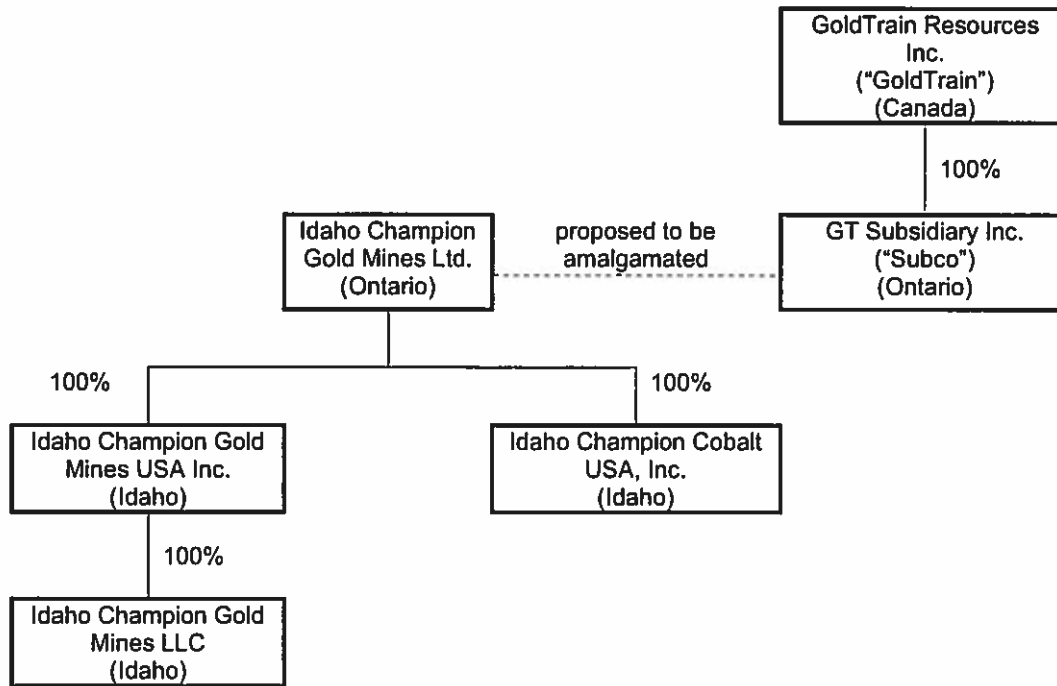 GoldTrain Resources
Inc.
(“GoldTrain”)
(Canada)
100%
Idaho Champion
Gold Mines Ltd.
(Ontario)
proposed to be
amalgamated
GT Subsidiary Inc.
(“Subco”)
(Ontario)
100%
100%
Idaho Champion Gold
Mines USA Inc.
(Idaho)
Idaho Champion Cobalt
USA, Inc.
(Idaho)
100%
Idaho Champion Gold
Mines LLC
(Idaho)